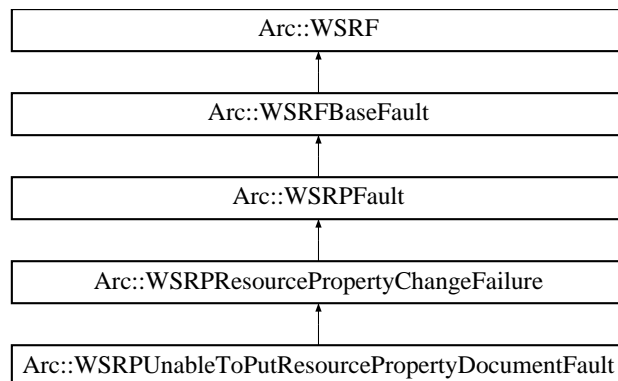 Arc::WSRF
Arc::WSRFBaseFault
Arc::WSRPFault
Arc::WSRPResourcePropertyChangeFailure
Arc::WSRPUnableToPutResourcePropertyDocumentFault